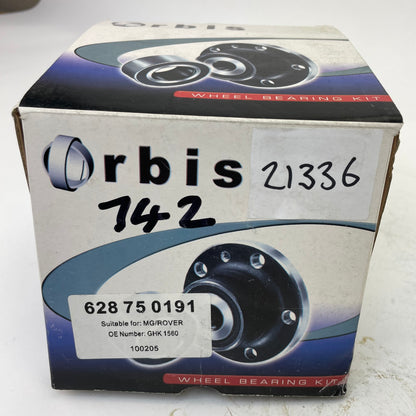 Orbis
WHEEL BEARING KIT
Orbis
21336
742
628 75 0191
Suitable for: MG/ROVER
OE Number: GHK 1560
100205
WHEEL BEARING KIT